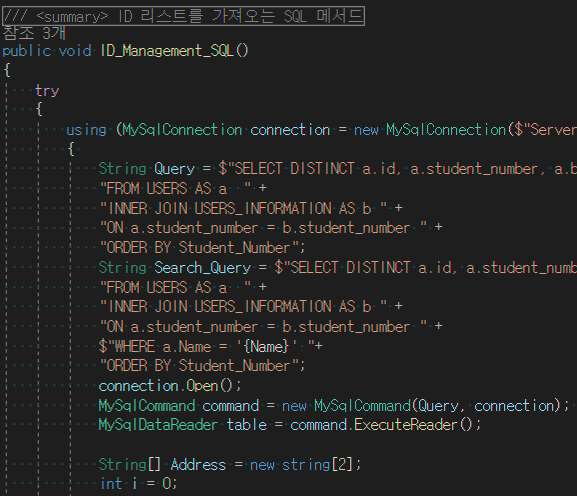 /// <summary> ID 리스트를 가져오는 SQL 메서드
참조 3개
public void ID_Management_SQL()
{
try
{
using (MySqlConnection connection = new MySqlConnection($"Server
{
String Query = $"SELECT DISTINCT a.id, a.student_number, a.b
"FROM USERS AS a  " +
"INNER JOIN USERS_INFORMATION AS b " +
"ON a.student_number = b.student_number " +
"ORDER BY Student_Number";
String Search_Query = $"SELECT DISTINCT a.id, a.student_numb
"FROM USERS AS a  " +
"INNER JOIN USERS_INFORMATION AS b " +
"ON a.student_number = b.student_number " +
$"WHERE a.Name = '{Name}' "+
"ORDER BY Student_Number";
connection.Open();
MySqlCommand command = new MySqlCommand(Query, connection);
MySqlDataReader table = command.ExecuteReader();
String[] Address = new string[2];
int i = 0;